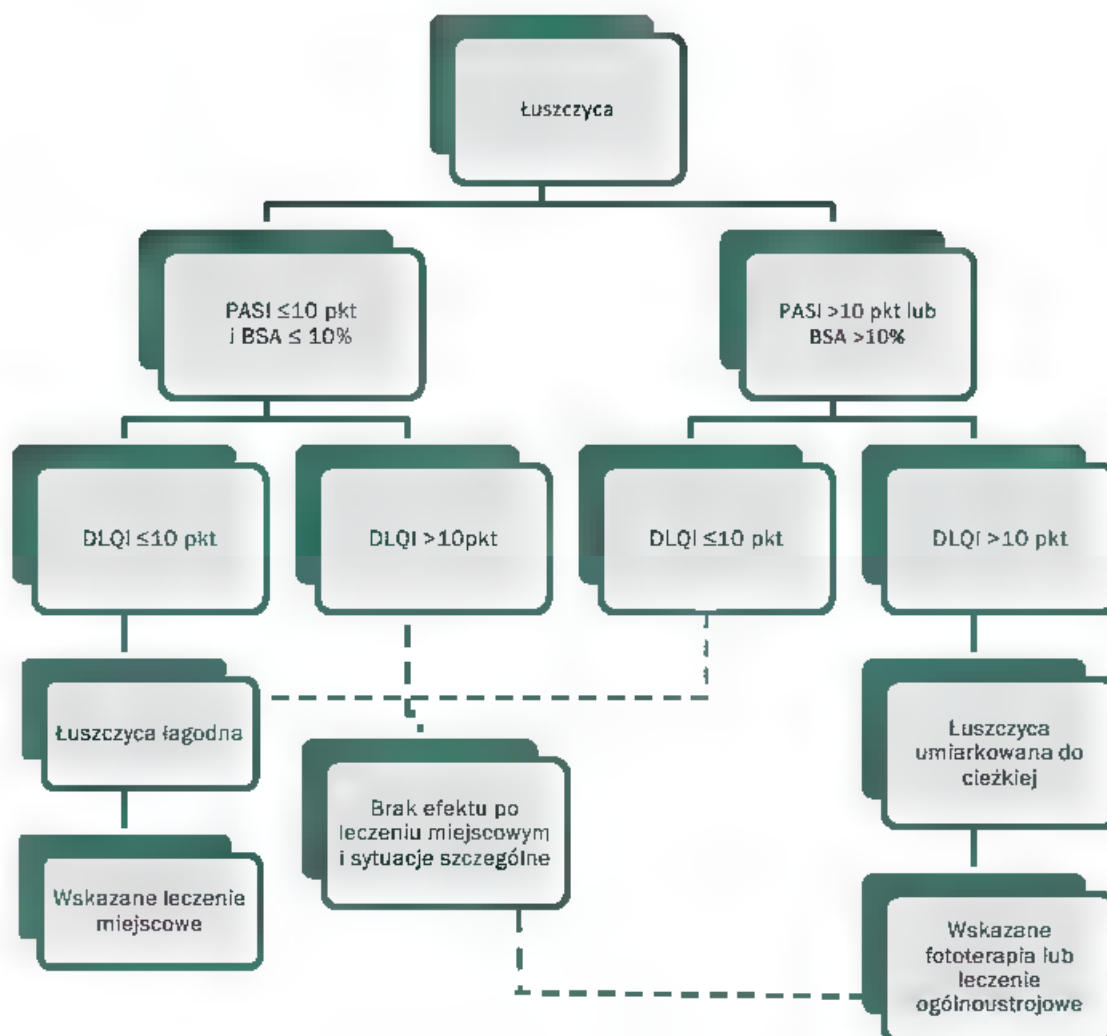 Łuszczyca
PASI ≤10 pkt
i BSA ≤ 10%
PASI >10 pkt lub
BSA >10%
DLQI ≤10 pkt
DLQI >10pkt
DLQI ≤10 pkt
DLQI >10 pkt
Łuszczyca łagodna
Brak efektu po
leczeniu miejscowym
i sytuacje szczególne
Łuszczyca
umiarkowana do
cieżkiej
Wskazane leczenie
miejscowe
Wskazane
fototerapia lub
leczenie
ogólnoustrojowe